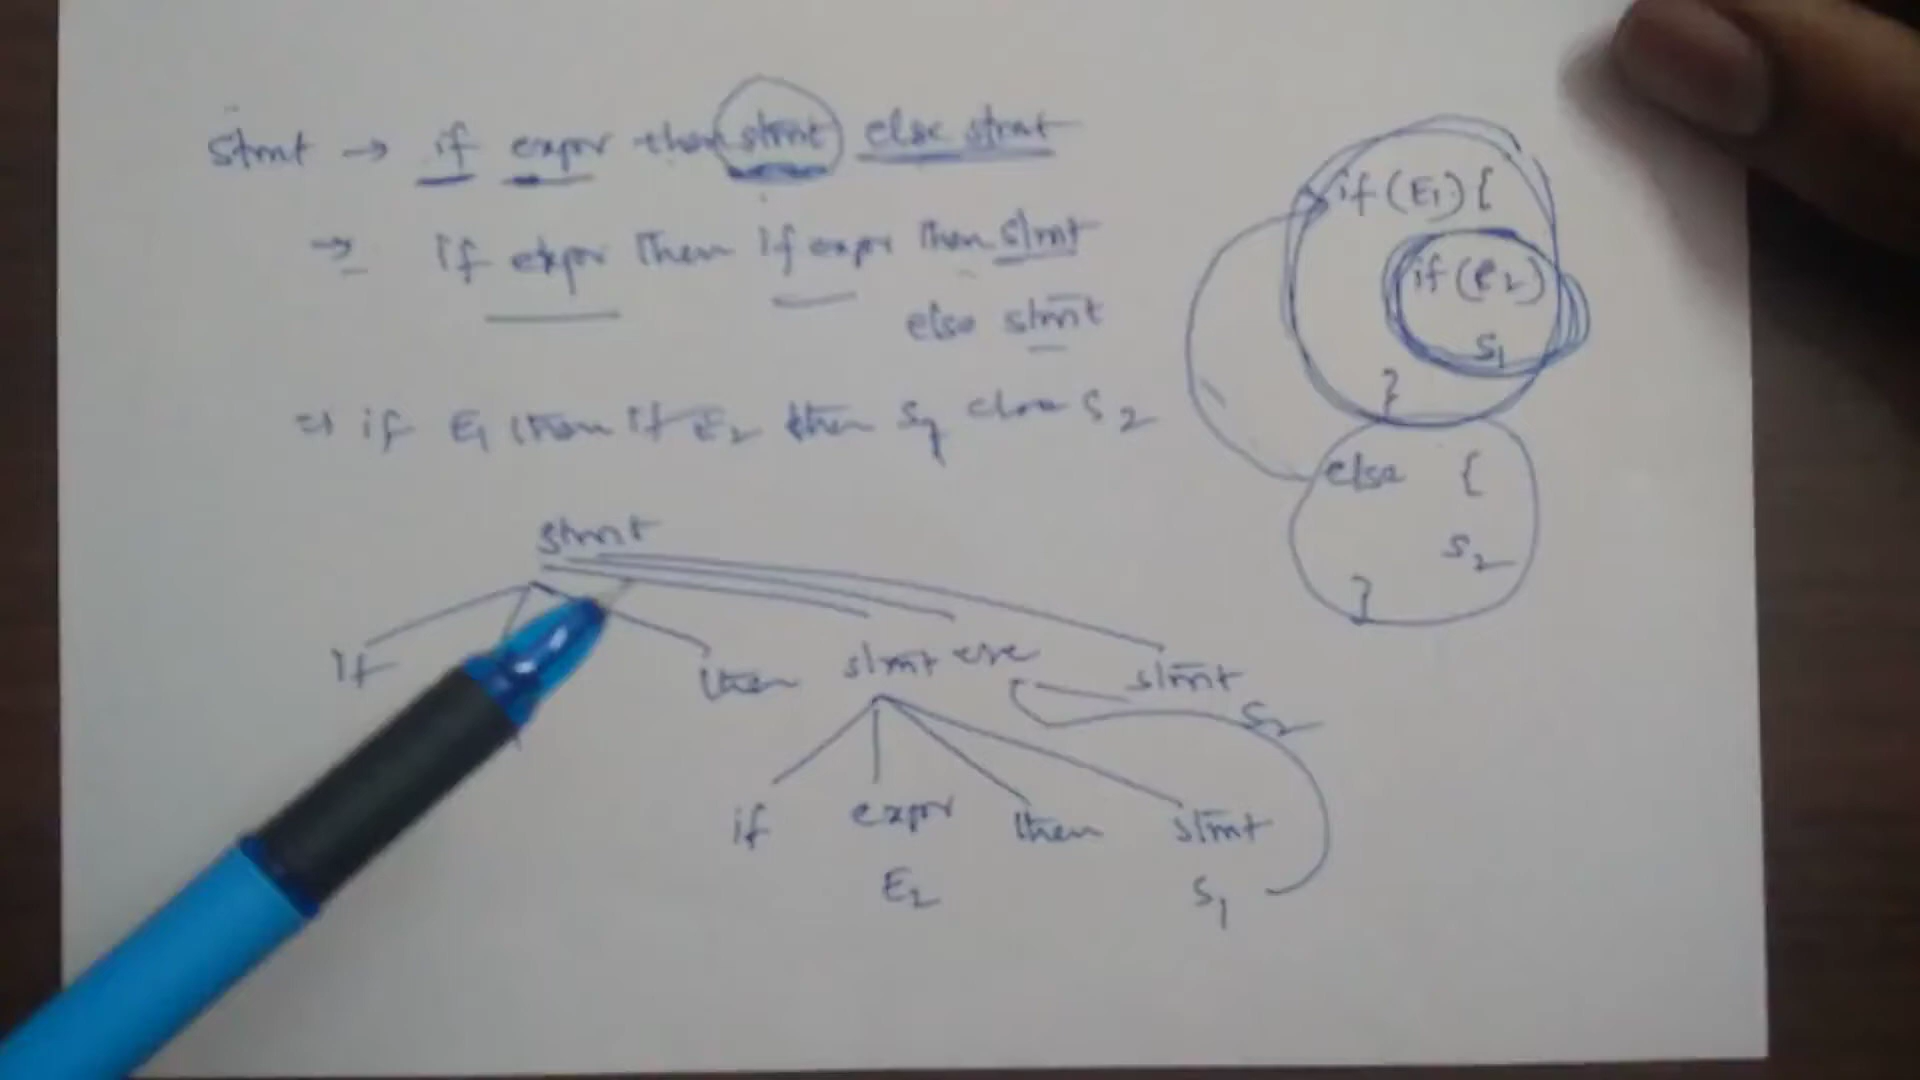 stmt → if expr then stmt else stmt
→ if expr then if expr then stmt
else stmt
⇒ if E1 then if E2 then S1 else S2
stmt
if then stmt else stmt
S2
if expr then stmt
E2 S1
if (E1) {
if (E2)
S1
}
else {
S2
}